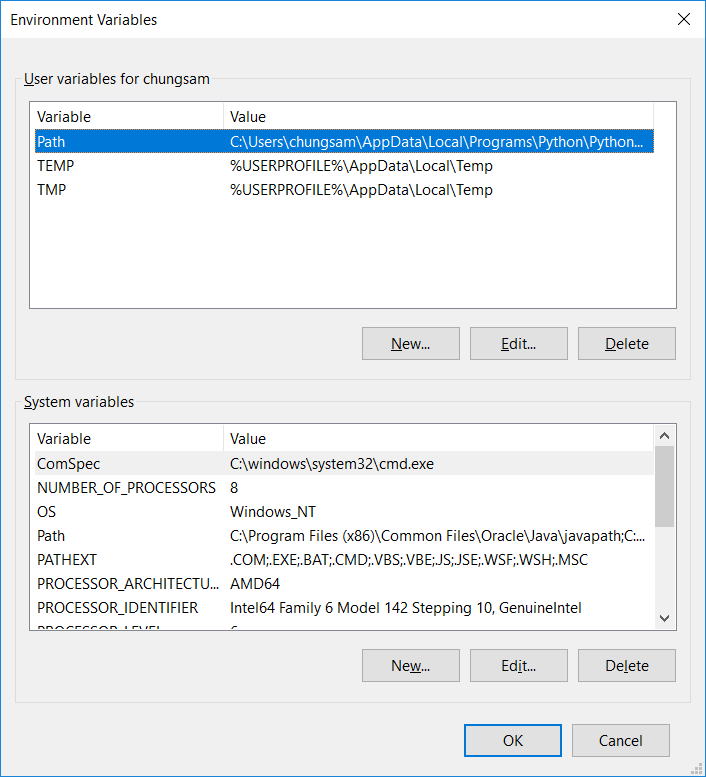 Environment Variables
User variables for chungsam
Variable Value
Path C:\Users\chungsam\AppData\Local\Programs\Python\Python...
TEMP %USERPROFILE%\AppData\Local\Temp
TMP %USERPROFILE%\AppData\Local\Temp
New... Edit... Delete
System variables
Variable Value
ComSpec C:\windows\system32\cmd.exe
NUMBER_OF_PROCESSORS 8
OS Windows_NT
Path C:\Program Files (x86)\Common Files\Oracle\Java\javapath;C:...
PATHEXT .COM;.EXE;.BAT;.CMD;.VBS;.VBE;.JS;.JSE;.WSF;.WSH;.MSC
PROCESSOR_ARCHITECTU... AMD64
PROCESSOR_IDENTIFIER Intel64 Family 6 Model 142 Stepping 10, GenuineIntel
New... Edit... Delete
OK Cancel